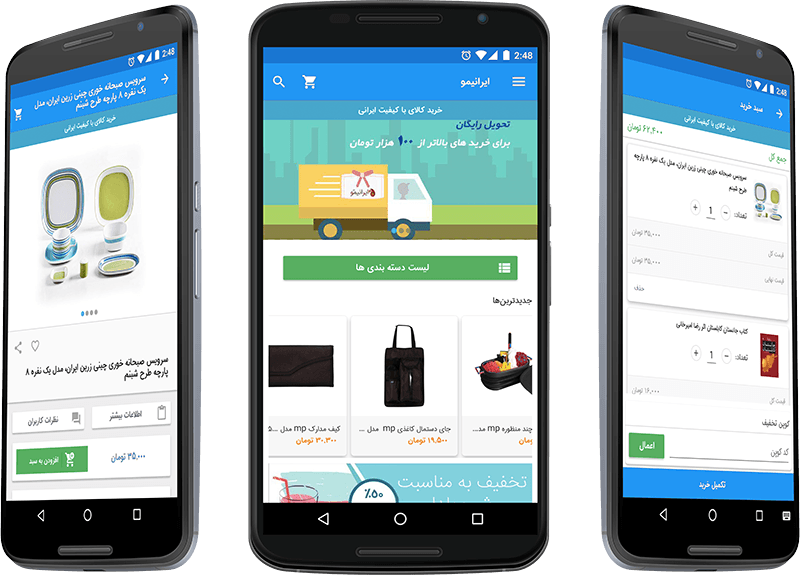 2:48
سرویس صبحانه خوری چینی زرین ایران، مدل
یک نفره ۸ پارچه طرح شبنم
خرید کالای با کیفیت ایرانی
سرویس صبحانه خوری چینی زرین ایران، مدل یک نفره ۸
پارچه طرح شبنم
اطلاعات بیشتر
نظرات کاربران
۳۵,۰۰۰ تومان
افزودن به سبد
2:48
ایرانیمو
خرید کالای با کیفیت ایرانی
تحویل رایگان
برای خرید های بالاتر از ۱۰۰ هزار تومان
ایرانیمو
لیست دسته بندی ها
جدیدترین‌ها
چند منظوره mp مد...
جای دستمال کاغذی mp مدل ...
۱۹,۵۰۰ تومان
کیف مدارک mp مدل ۵...
۳۰,۳۰۰ تومان
تخفیف به مناسبت
٪۵۰
2:48
سبد خرید
خرید کالای با کیفیت ایرانی
جمع کل
۶۲,۴۰۰ تومان
سرویس صبحانه خوری چینی زرین ایران، مدل یک نفره ۸ پارچه
طرح شبنم
تعداد: − 1 +
قیمت کل
۳۵,۰۰۰ تومان
قیمت نهایی
۳۵,۰۰۰ تومان
حذف
کتاب جانستان کابلستان اثر رضا امیرخانی
تعداد: − 1 +
قیمت کل
۱۶,۰۰۰ تومان
کوپن تخفیف
کد کوپن
اعمال
تکمیل خرید